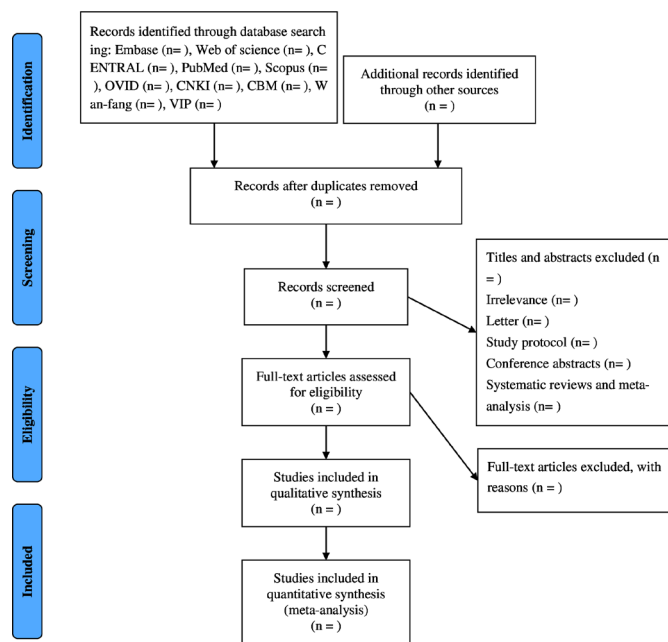 Identification
Records identified through database search
ing: Embase (n= ), Web of science (n= ), C
ENTRAL (n= ), PubMed (n= ), Scopus (n=
), OVID (n= ), CNKI (n= ), CBM (n= ), W
an-fang (n= ), VIP (n= )
Additional records identified
through other sources
(n = )
Records after duplicates removed
(n = )
Screening
Records screened
(n = )
Titles and abstracts excluded (n
= )
Irrelevance (n= )
Letter (n= )
Study protocol (n= )
Conference abstracts (n= )
Systematic reviews and meta-
analysis (n= )
Eligibility
Full-text articles assessed
for eligibility
(n = )
Full-text articles excluded, with
reasons (n = )
Studies included in
qualitative synthesis
(n = )
Included
Studies included in
quantitative synthesis
(meta-analysis)
(n = )